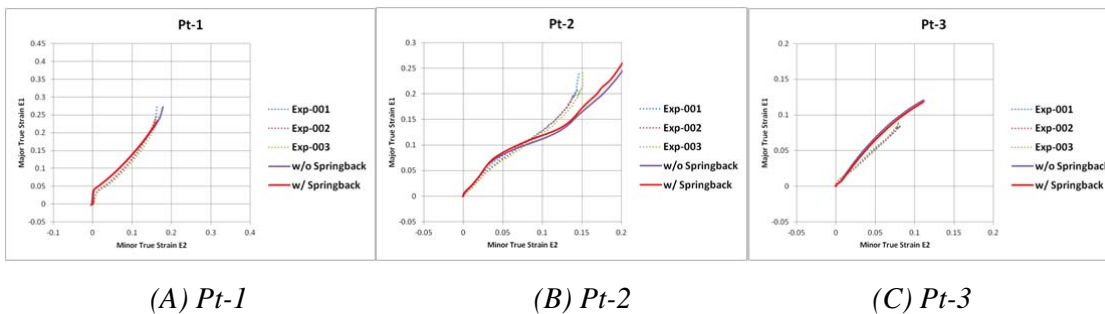 Pt-1
0.45
0.4
0.35
0.3
0.25
0.2
0.15
0.1
0.05
0
-0.05
-0.1 0 0.1 0.2 0.3 0.4
Major True Strain E1
Minor True Strain E2
Exp-001
Exp-002
Exp-003
w/o Springback
w/ Springback
Pt-2
0.3
0.25
0.2
0.15
0.1
0.05
0
-0.05
-0.05 0 0.05 0.1 0.15 0.2
Major True Strain E1
Minor True Strain E2
Exp-001
Exp-002
Exp-003
w/o Springback
w/ Springback
Pt-3
0.2
0.15
0.1
0.05
0
-0.05
-0.05 0 0.05 0.1 0.15 0.2
Major True Strain E1
Minor True Strain E2
Exp-001
Exp-002
Exp-003
w/o Springback
w/ Springback
(A) Pt-1
(B) Pt-2
(C) Pt-3